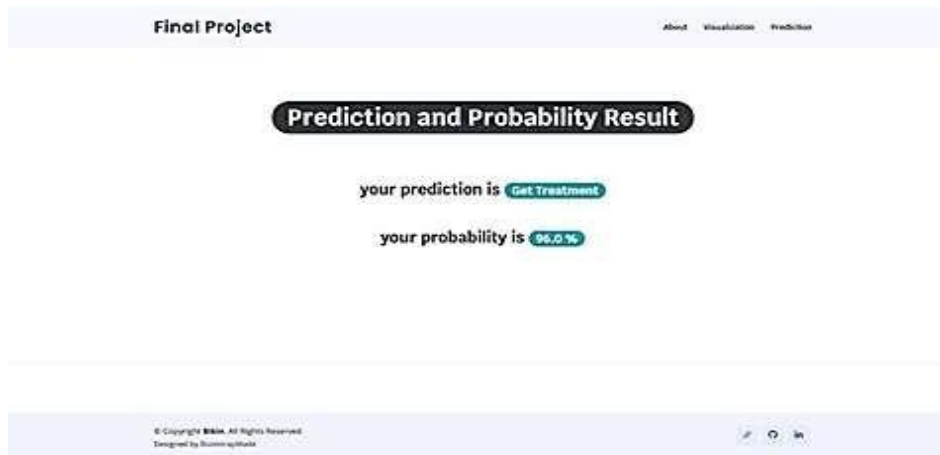 Final Project
About Visualization Prediction
Prediction and Probability Result
your prediction is Get Treatment
your probability is 96.0 %
© Copyright Bikin. All Rights Reserved
Designed by BootstrapMade